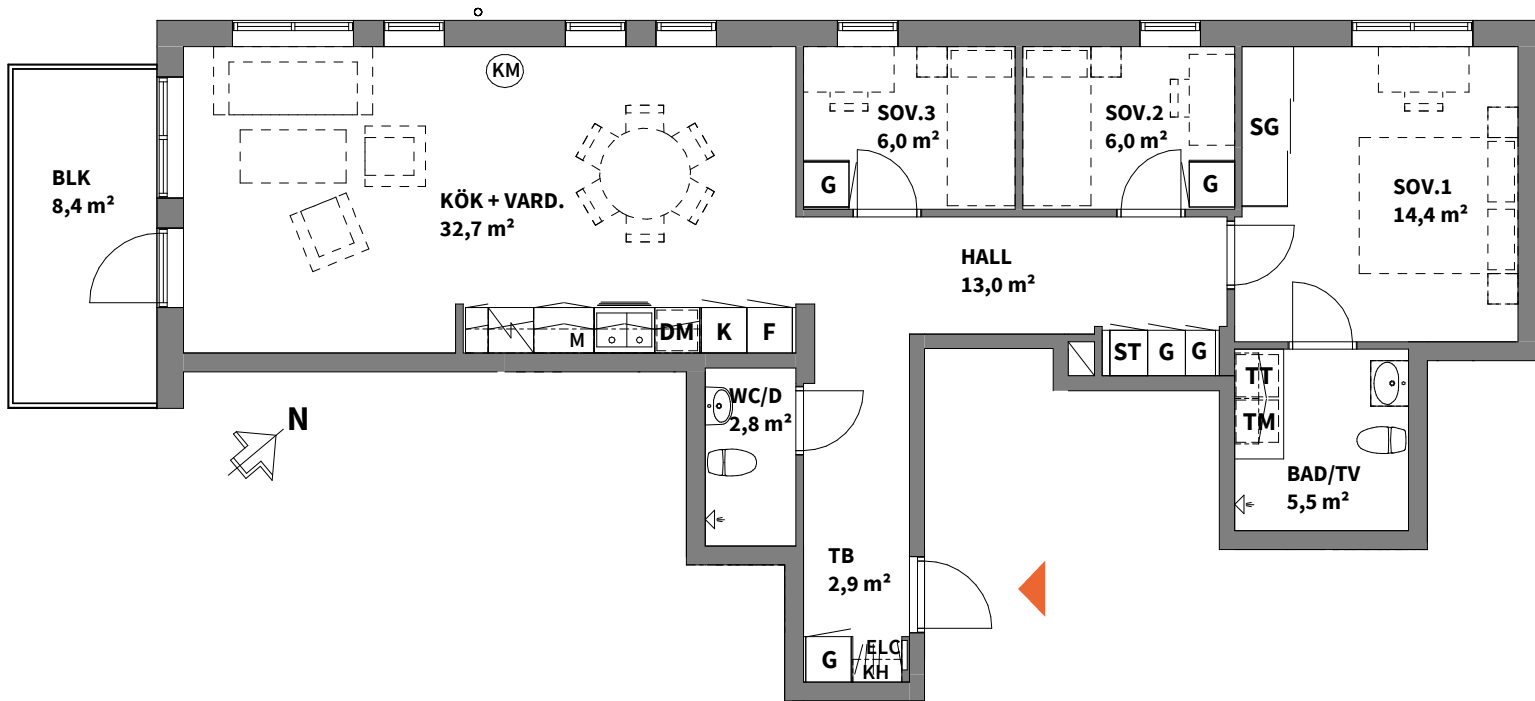 KM
BLK
8,4 m²
KÖK + VARD.
32,7 m²
SOV.3
6,0 m²
G
SOV.2
6,0 m²
G
SG
SOV.1
14,4 m²
HALL
13,0 m²
M
DM
K
F
ST
G
G
N
WC/D
2,8 m²
TT
TM
BAD/TV
5,5 m²
TB
2,9 m²
G
ELC
KH